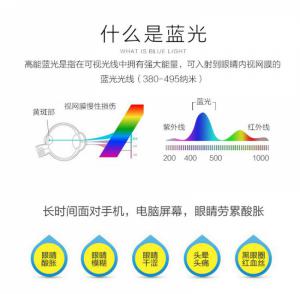 什么是蓝光
WHAT IS BLUE LIGHT
高能蓝光是指在可视光线中拥有强大能量，可入射到眼睛内视网膜的
蓝光光线（380-495纳米）
视网膜慢性损伤
黄斑部
蓝光
紫外线
红外线
200 400 500 1000
长时间面对手机，电脑屏幕，眼睛劳累酸胀
眼睛
酸胀
眼睛
模糊
眼睛
干涩
头晕
头痛
黑眼圈
红血丝